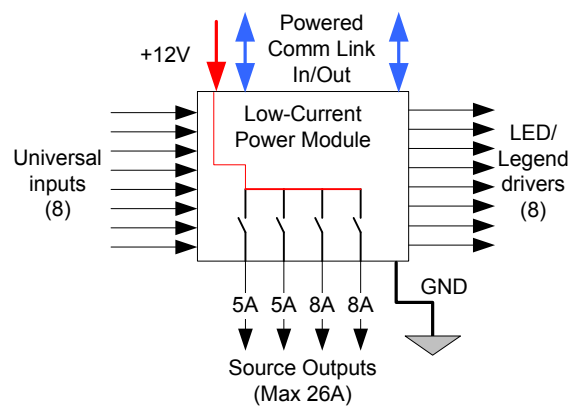 +12V
Powered
Comm Link
In/Out
Low-Current
Power Module
Universal
inputs
(8)
LED/
Legend
drivers
(8)
5A 5A 8A 8A
GND
Source Outputs
(Max 26A)